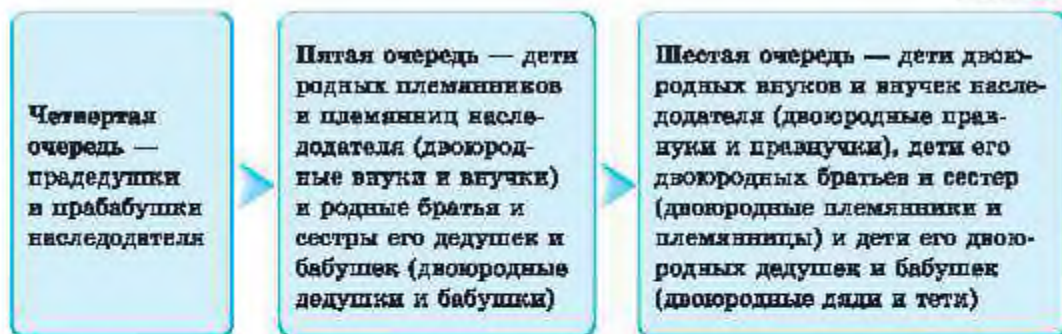 Четвертая
очередь —
прадедушки
и прабабушки
наследодателя
Пятая очередь — дети
родных племянников
и племянниц насле-
додателя (двоюрод-
ные внуки и внучки)
и родные братья и
сестры его дедушек и
бабушек (двоюродные
дедушки и бабушки)
Шестая очередь — дети двою-
родных внуков и внучек насле-
додателя (двоюродные прав-
нуки и правнучки), дети его
двоюродных братьев и сестер
(двоюродные племянники и
племянницы) и дети его двою-
родных дедушек и бабушек
(двоюродные дяди и тети)